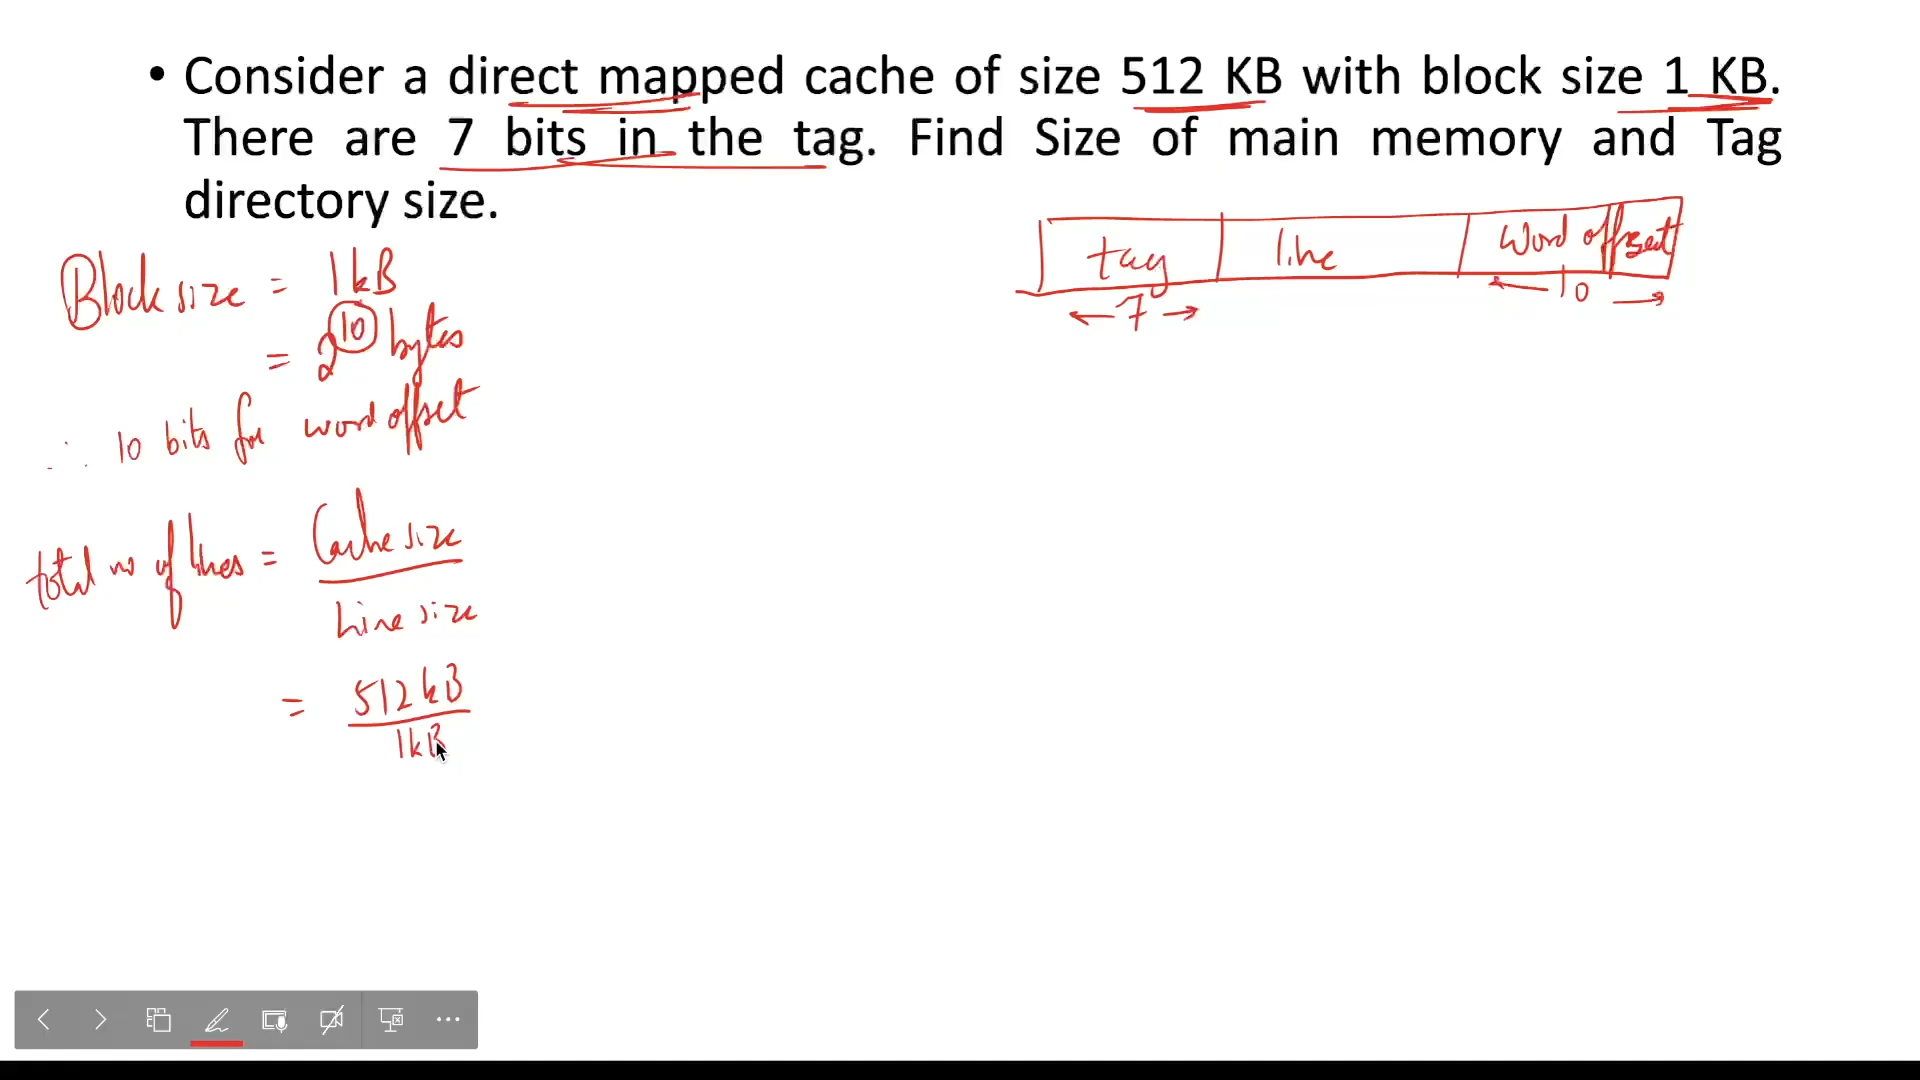 • Consider a direct mapped cache of size 512 KB with block size 1 KB.
There are 7 bits in the tag. Find Size of main memory and Tag
directory size.
tag line word offset
7 10
Block size = 1kB
= 2^10 bytes
∴ 10 bits for word offset
total no of lines = Cache size
Line size
= 512kB
1kB